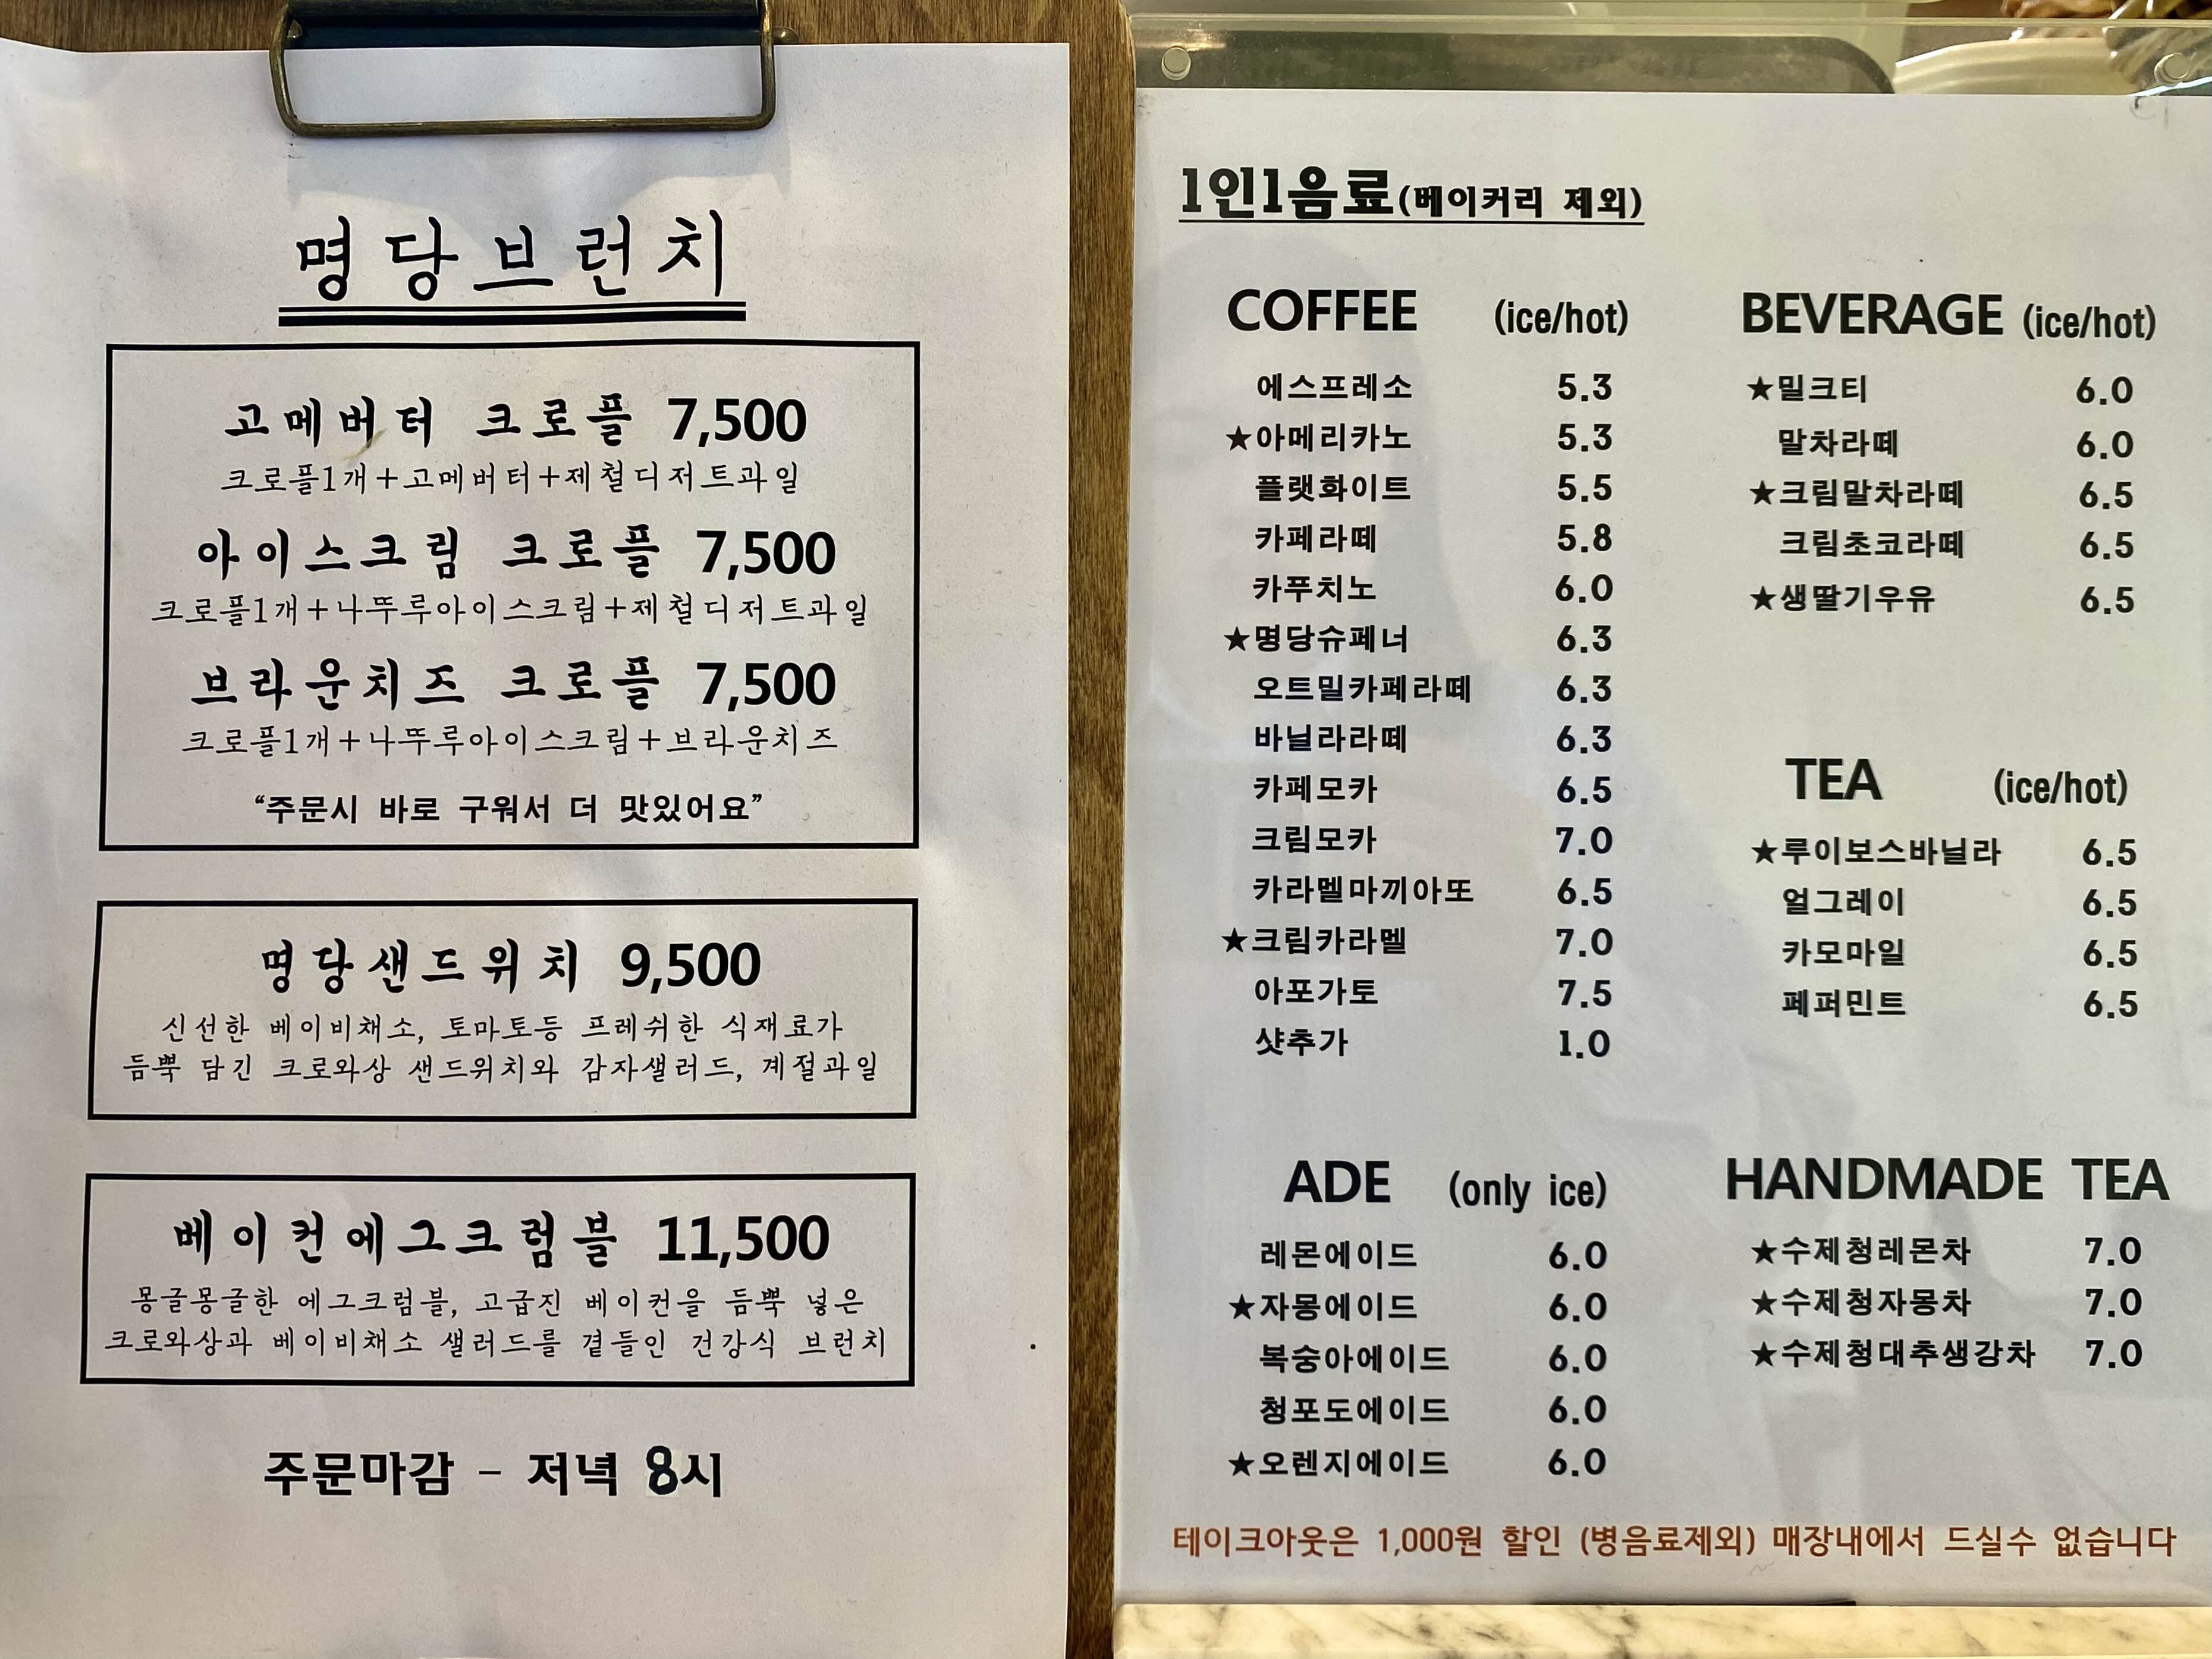 명당브런치
고메버터 크로플 7,500
크로플1개+고메버터+제철디저트과일
아이스크림 크로플 7,500
크로플1개+나뚜루아이스크림+제철디저트과일
브라운치즈 크로플 7,500
크로플1개+나뚜루아이스크림+브라운치즈
“주문시 바로 구워서 더 맛있어요”
명당샌드위치 9,500
신선한 베이비채소, 토마토등 프레쉬한 식재료가
듬뿍 담긴 크로와상 샌드위치와 감자샐러드, 계절과일
베이컨에그크럼블 11,500
몽글몽글한 에그크럼블, 고급진 베이컨을 듬뿍 넣은
크로와상과 베이비채소 샐러드를 곁들인 건강식 브런치
주문마감 - 저녁 8시
1인1음료(베이커리 제외)
COFFEE (ice/hot)
에스프레소 5.3
★아메리카노 5.3
플랫화이트 5.5
카페라떼 5.8
카푸치노 6.0
★명당슈페너 6.3
오트밀카페라떼 6.3
바닐라라떼 6.3
카페모카 6.5
크림모카 7.0
카라멜마끼아또 6.5
★크림카라멜 7.0
아포가토 7.5
샷추가 1.0
ADE (only ice)
레몬에이드 6.0
★자몽에이드 6.0
복숭아에이드 6.0
청포도에이드 6.0
★오렌지에이드 6.0
BEVERAGE (ice/hot)
★밀크티 6.0
말차라떼 6.0
★크림말차라떼 6.5
크림초코라떼 6.5
★생딸기우유 6.5
TEA (ice/hot)
★루이보스바닐라 6.5
얼그레이 6.5
카모마일 6.5
페퍼민트 6.5
HANDMADE TEA
★수제청레몬차 7.0
★수제청자몽차 7.0
★수제청대추생강차 7.0
테이크아웃은 1,000원 할인 (병음료제외) 매장내에서 드실수 없습니다